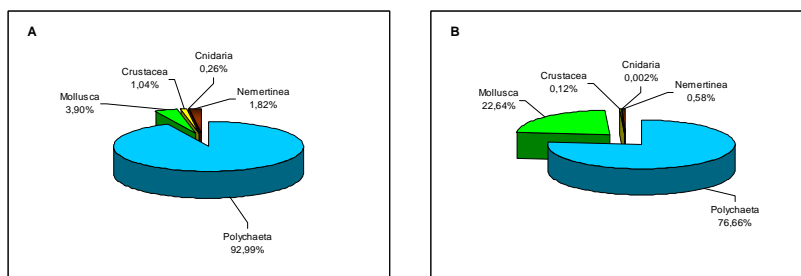 A
Cnidaria
0,26%
Crustacea
1,04%
Nemertinea
1,82%
Mollusca
3,90%
Polychaeta
92,99%
B
Cnidaria
0,002%
Crustacea
0,12%
Nemertinea
0,58%
Mollusca
22,64%
Polychaeta
76,66%